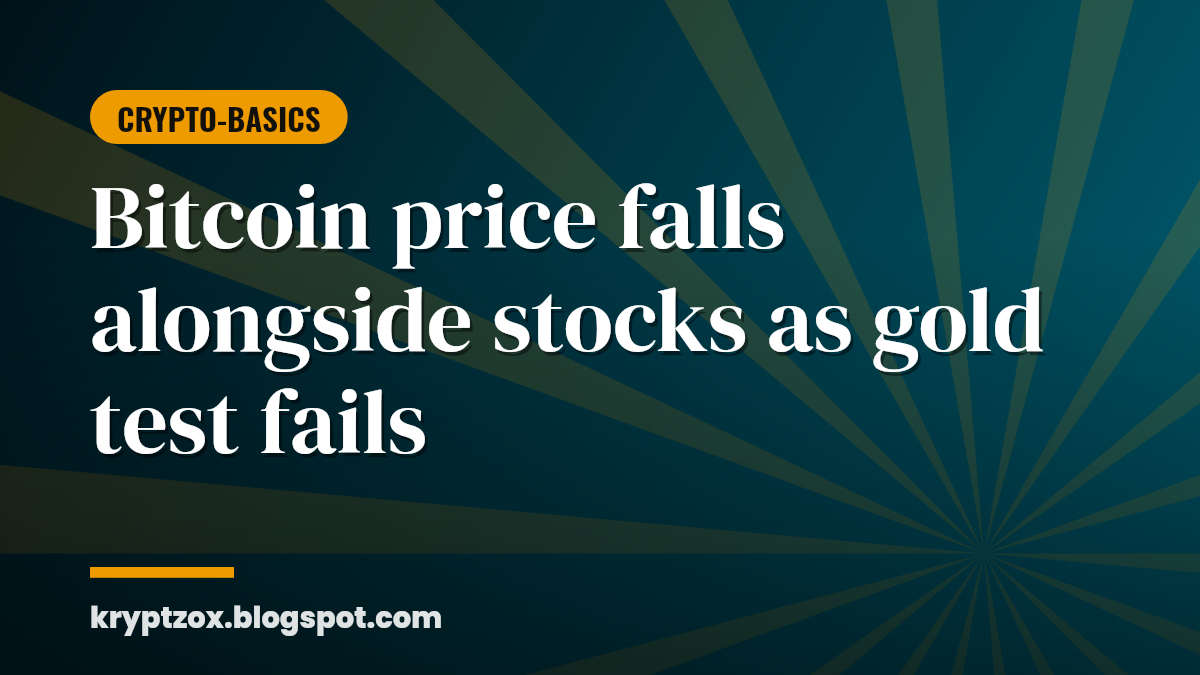 CRYPTO-BASICS
Bitcoin price falls
alongside stocks as gold
test fails
kryptzox.blogspot.com